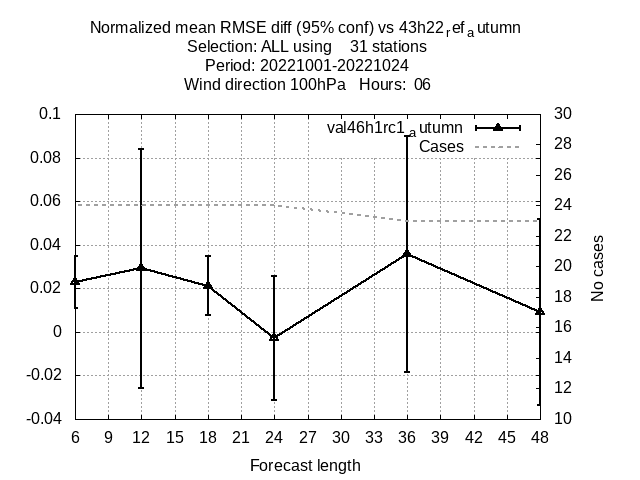 Normalized mean RMSE diff (95% conf) vs 43h22refautumn
Selection: ALL using    31 stations
Period: 20221001-20221024
Wind direction 100hPa   Hours:  06
0.1
0.08
0.06
0.04
0.02
0
-0.02
-0.04
30
28
26
24
22
20
18
16
14
12
10
No cases
val46h1rc1autumn
Cases
6 9 12 15 18 21 24 27 30 33 36 39 42 45 48
Forecast length